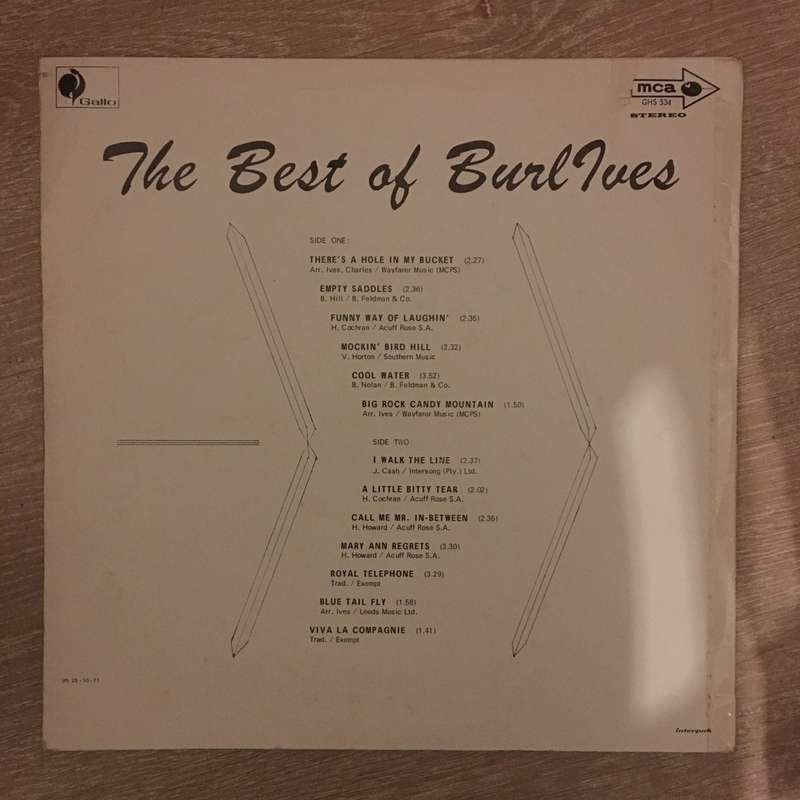 Gallo
mca
GHS 534
STEREO
The Best of Burl Ives
SIDE ONE:
THERE'S A HOLE IN MY BUCKET (2.27)
Arr. Ives, Charles / Wayfarer Music (MCPS)
EMPTY SADDLES (2.36)
B. Hill / B. Feldman & Co.
FUNNY WAY OF LAUGHIN' (2.35)
H. Cochran / Acuff Rose S.A.
MOCKIN' BIRD HILL (2.32)
V. Horton / Southern Music
COOL WATER (3.52)
B. Nolan / B. Feldman & Co.
BIG ROCK CANDY MOUNTAIN (1.50)
Arr. Ives / Wayfarer Music (MCPS)
SIDE TWO:
I WALK THE LINE (2.37)
J. Cash / Intersong (Pty.) Ltd.
A LITTLE BITTY TEAR (2.02)
H. Cochran / Acuff Rose S.A.
CALL ME MR. IN-BETWEEN (2.35)
H. Howard / Acuff Rose S.A.
MARY ANN REGRETS (3.30)
H. Howard / Acuff Rose S.A.
ROYAL TELEPHONE (3.29)
Trad. / Exempt
BLUE TAIL FLY (1.58)
Arr. Ives / Leeds Music Ltd.
VIVA LA COMPAGNIE (1.41)
Trad. / Exempt
25-10-71
Interpak